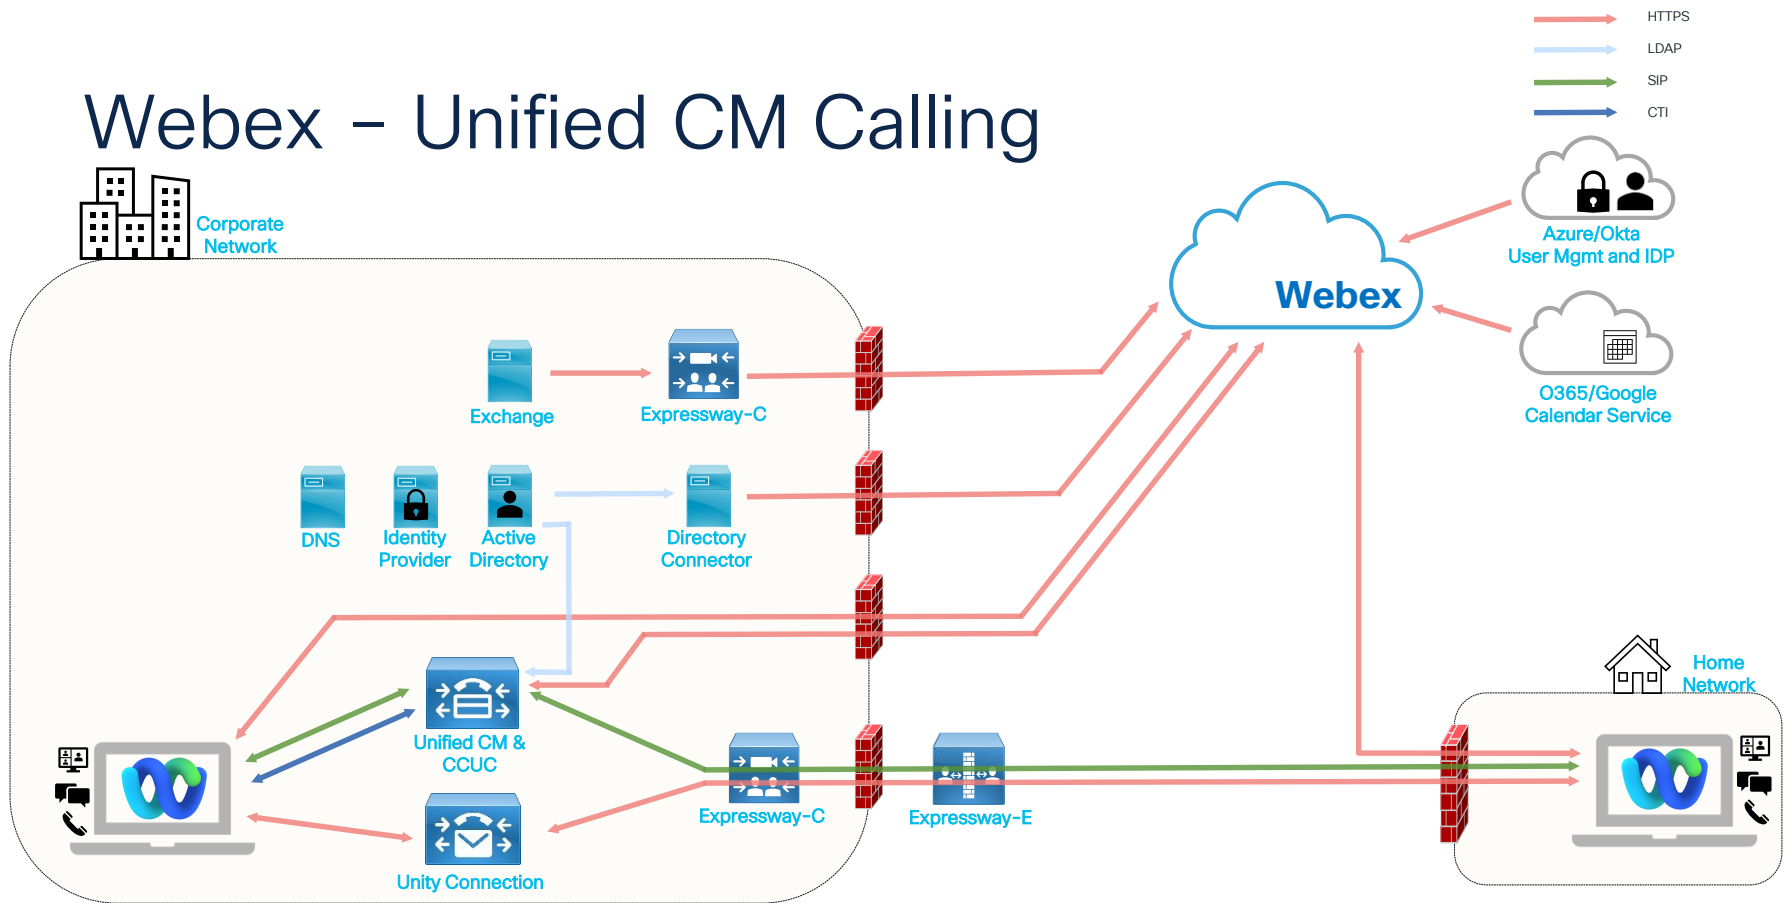 HTTPS
LDAP
SIP
CTI
Webex – Unified CM Calling
Corporate
Network
Azure/Okta
User Mgmt and IDP
Webex
O365/Google
Calendar Service
Exchange
Expressway-C
DNS
Identity
Provider
Active
Directory
Directory
Connector
Home
Network
Unified CM &
CCUC
Expressway-C
Expressway-E
Unity Connection